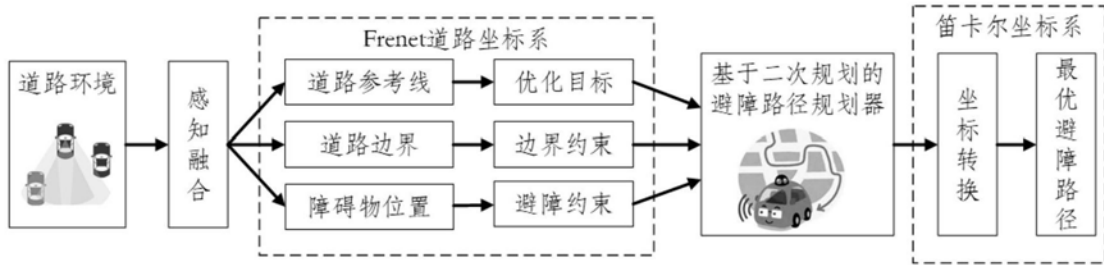 Frenet道路坐标系
笛卡尔坐标系
道路环境
感知融合
道路参考线
优化目标
道路边界
边界约束
障碍物位置
避障约束
基于二次规划的
避障路径规划器
坐标转换
最优避障路径